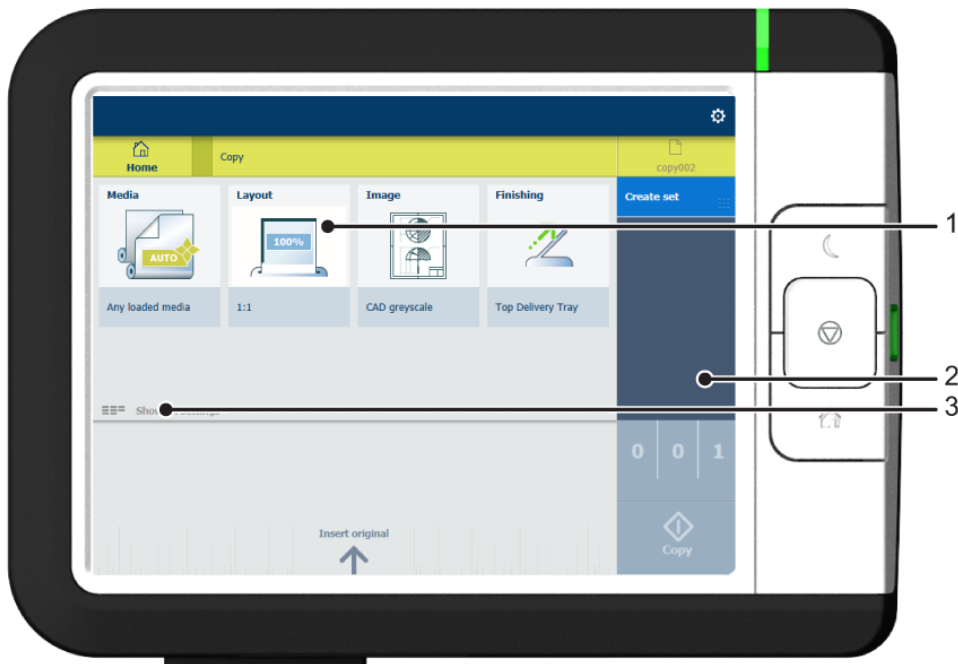 Home
Copy
copy002
Media
Layout
Image
Finishing
Create set
100%
AUTO
Any loaded media
1:1
CAD greyscale
Top Delivery Tray
1
2
3
0 0 1
Insert original
Copy